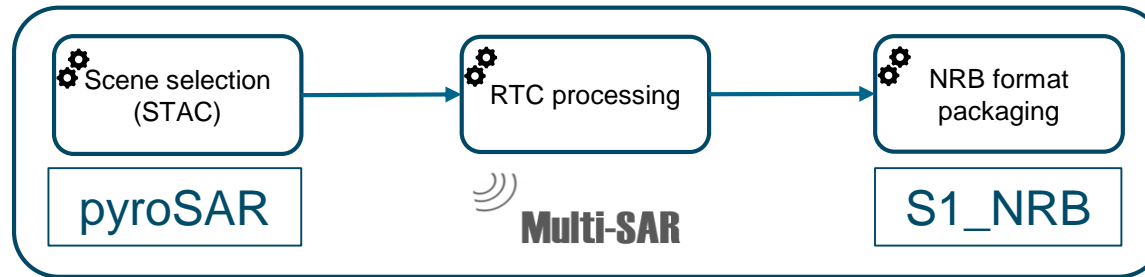 Scene selection
(STAC)
RTC processing
NRB format
packaging
pyroSAR
Multi-SAR
S1_NRB